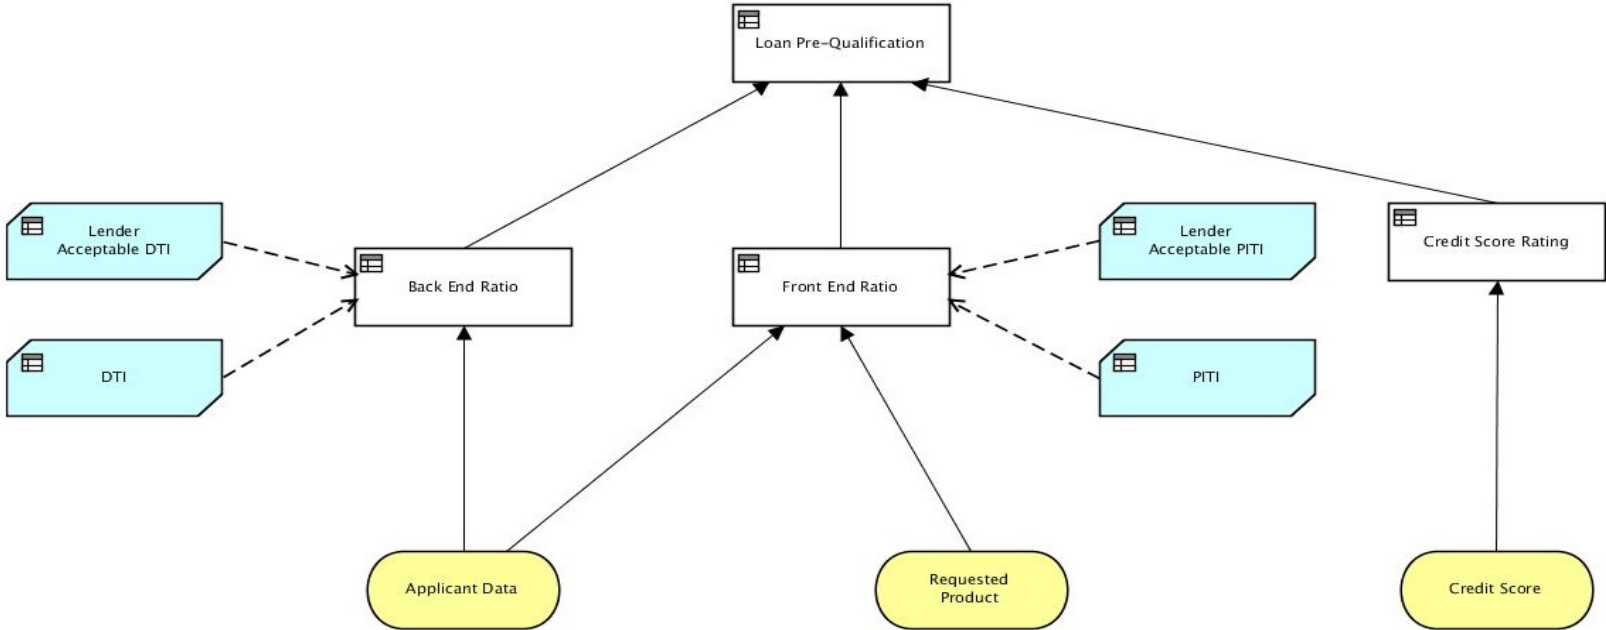 Loan Pre-Qualification
Lender
Acceptable DTI
Lender
Acceptable PITI
Credit Score Rating
Back End Ratio
Front End Ratio
DTI
PITI
Applicant Data
Requested
Product
Credit Score